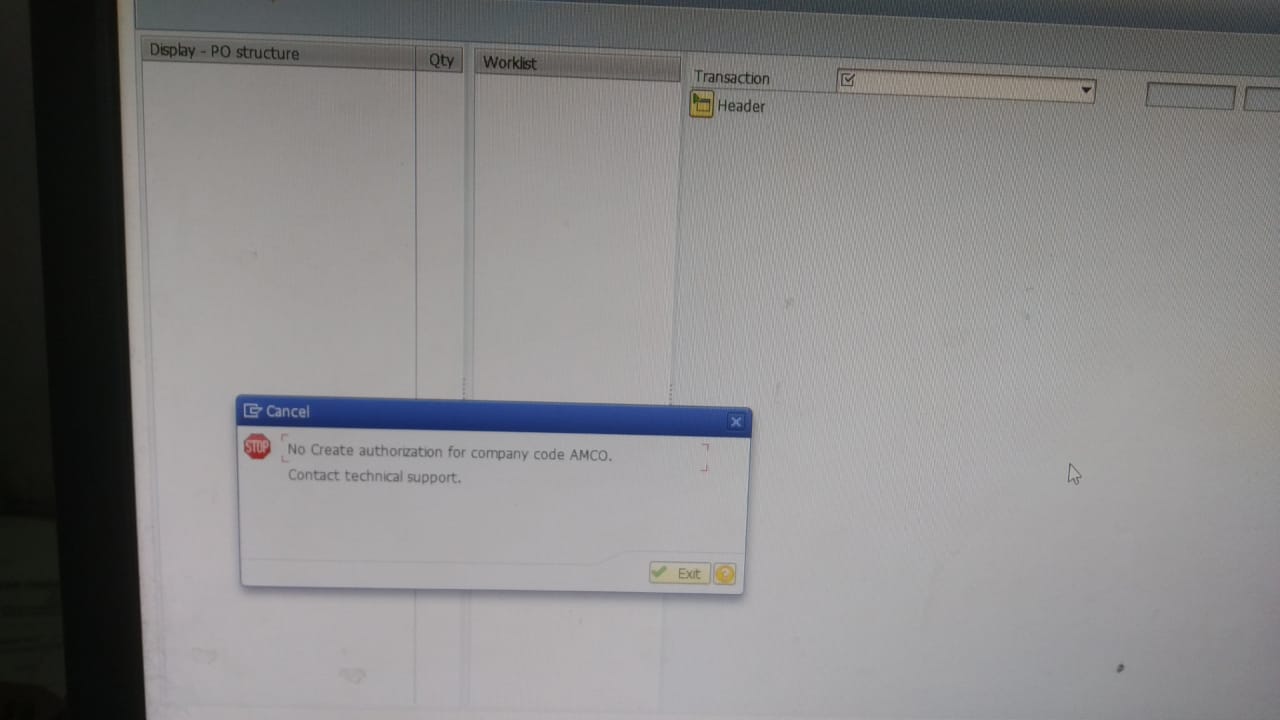 Display - PO structure
Qty
Worklist
Transaction
Header
Cancel
STOP
No Create authorization for company code AMCO.
Contact technical support.
Exit